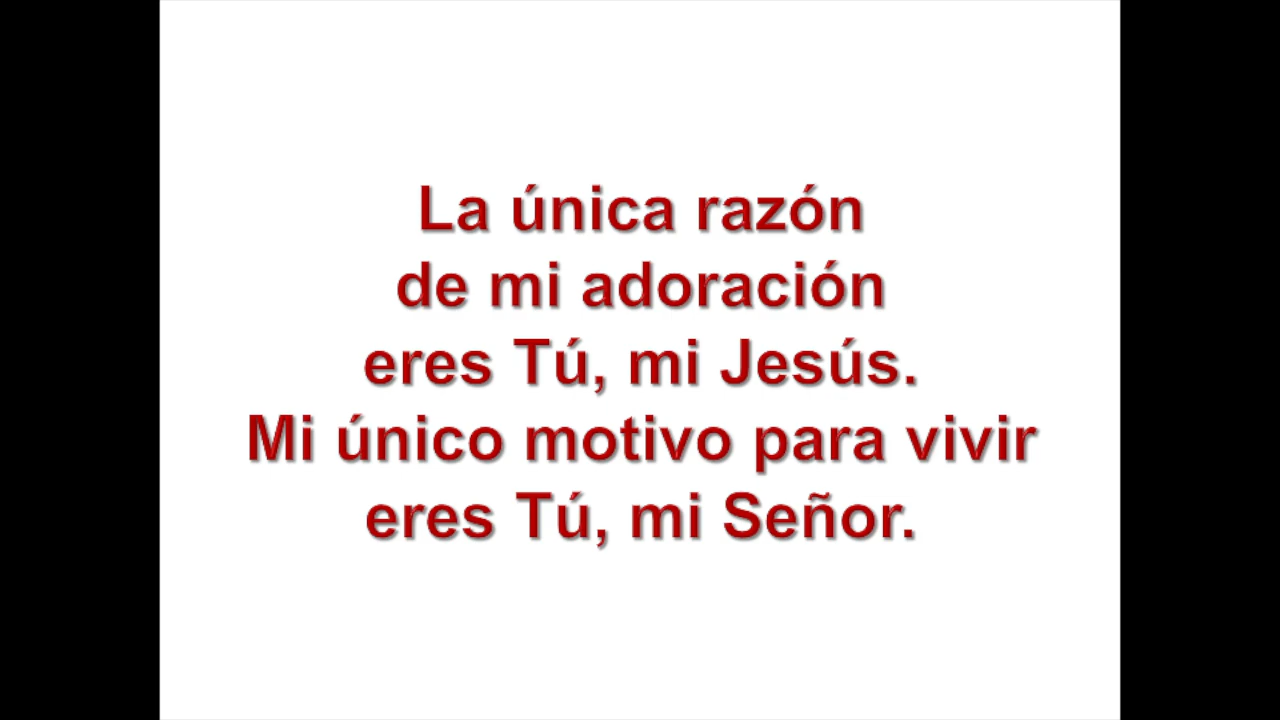 La única razón
de mi adoración
eres Tú, mi Jesús.
Mi único motivo para vivir
eres Tú, mi Señor.